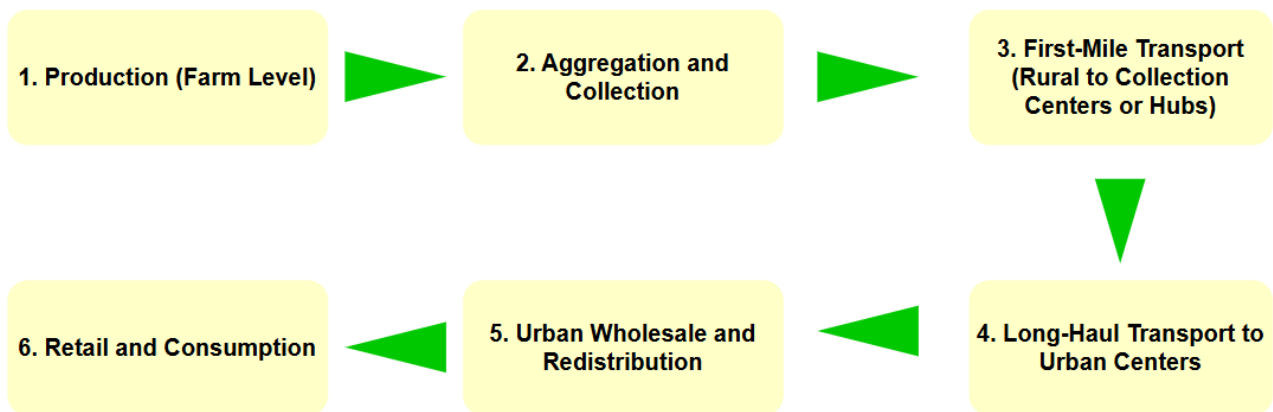 1. Production (Farm Level)
2. Aggregation and
Collection
3. First-Mile Transport
(Rural to Collection
Centers or Hubs)
4. Long-Haul Transport to
Urban Centers
5. Urban Wholesale and
Redistribution
6. Retail and Consumption